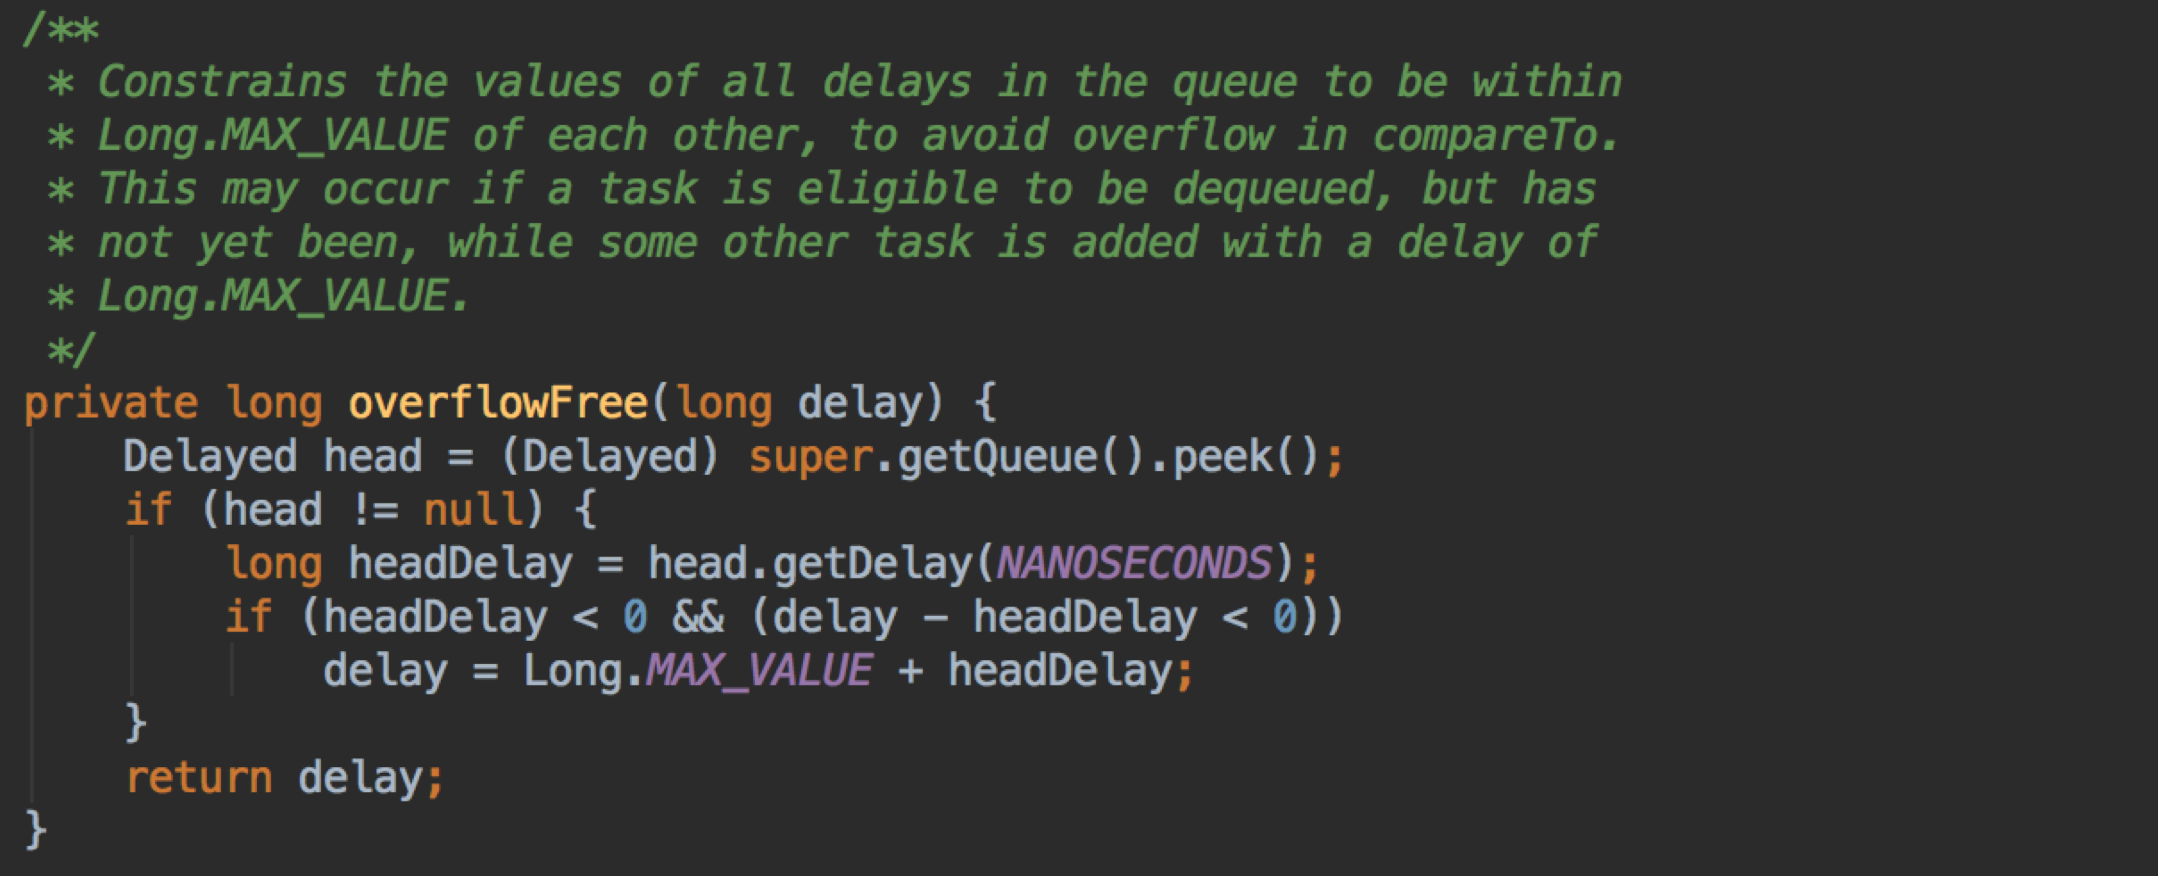 /**
 * Constrains the values of all delays in the queue to be within
 * Long.MAX_VALUE of each other, to avoid overflow in compareTo.
 * This may occur if a task is eligible to be dequeued, but has
 * not yet been, while some other task is added with a delay of
 * Long.MAX_VALUE.
 */
private long overflowFree(long delay) {
    Delayed head = (Delayed) super.getQueue().peek();
    if (head != null) {
        long headDelay = head.getDelay(NANOSECONDS);
        if (headDelay < 0 && (delay - headDelay < 0))
            delay = Long.MAX_VALUE + headDelay;
    }
    return delay;
}